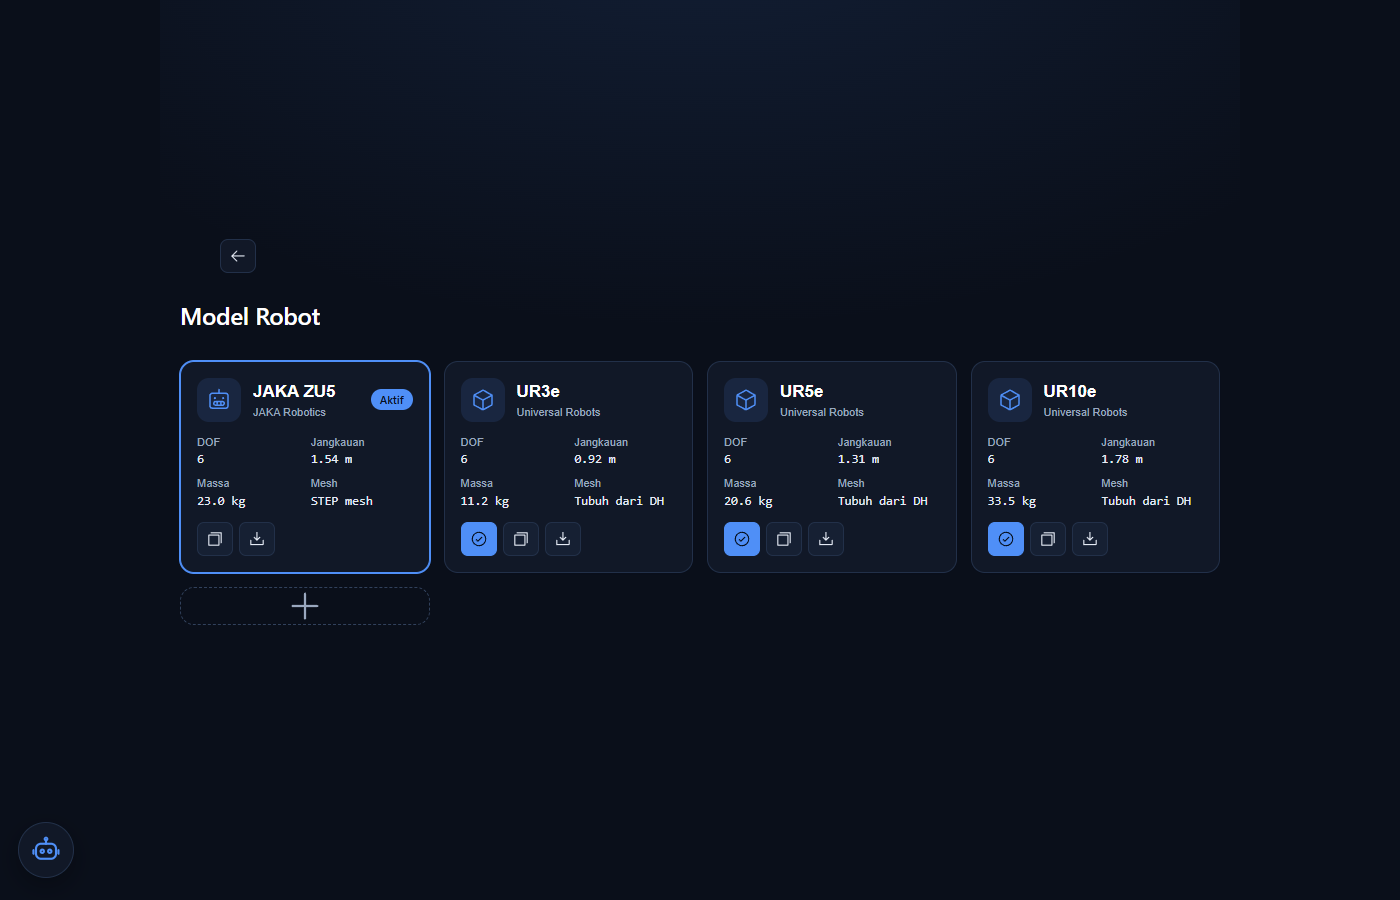 Model Robot
JAKA ZU5
JAKA Robotics
Aktif
DOF
6
Jangkauan
1.54 m
Massa
23.0 kg
Mesh
STEP mesh
UR3e
Universal Robots
DOF
6
Jangkauan
0.92 m
Massa
11.2 kg
Mesh
Tubuh dari DH
UR5e
Universal Robots
DOF
6
Jangkauan
1.31 m
Massa
20.6 kg
Mesh
Tubuh dari DH
UR10e
Universal Robots
DOF
6
Jangkauan
1.78 m
Massa
33.5 kg
Mesh
Tubuh dari DH